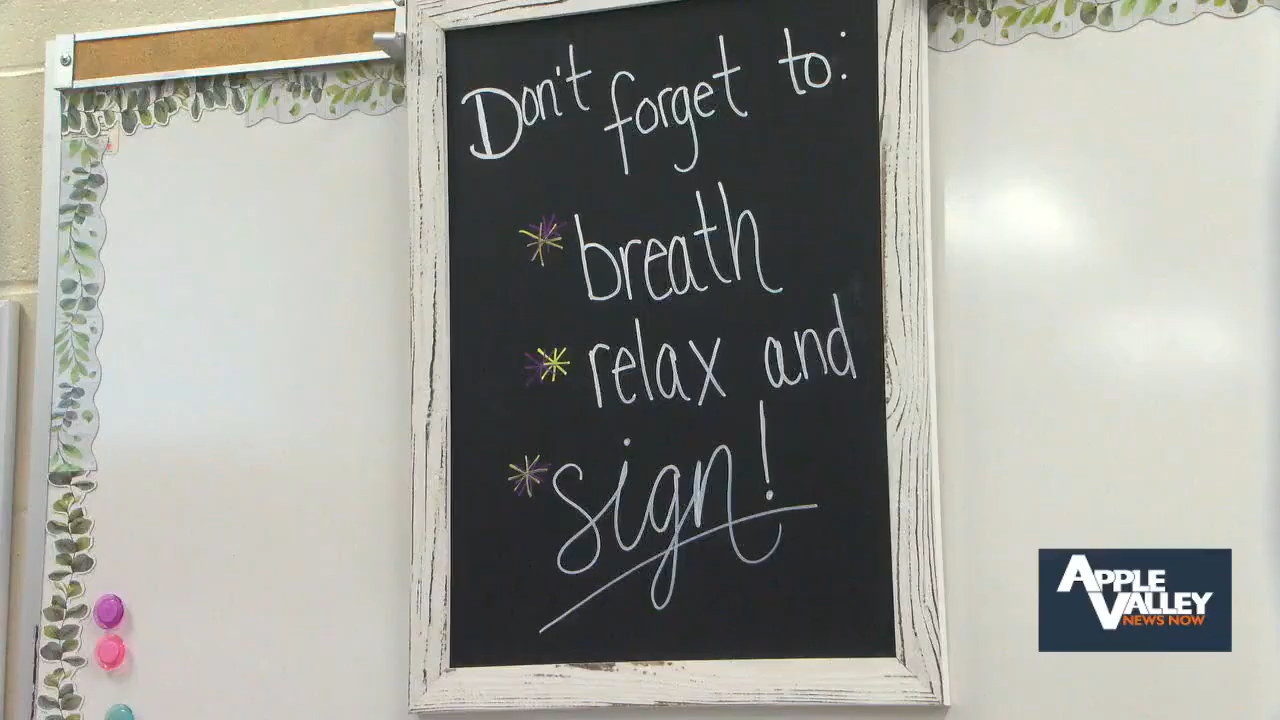 Don't forget to:
* breath
* relax and
* sign!
APPLE
VALLEY
NEWS NOW